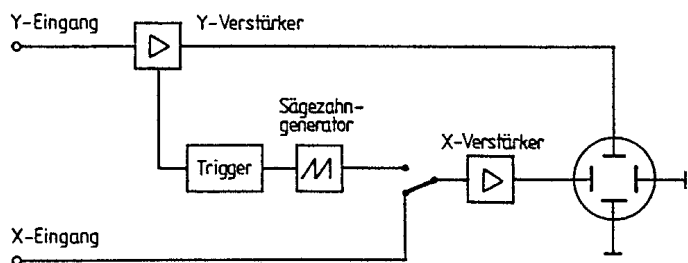 Y-Eingang
Y-Verstärker
Sägezahn-
generator
X-Verstärker
Trigger
X-Eingang